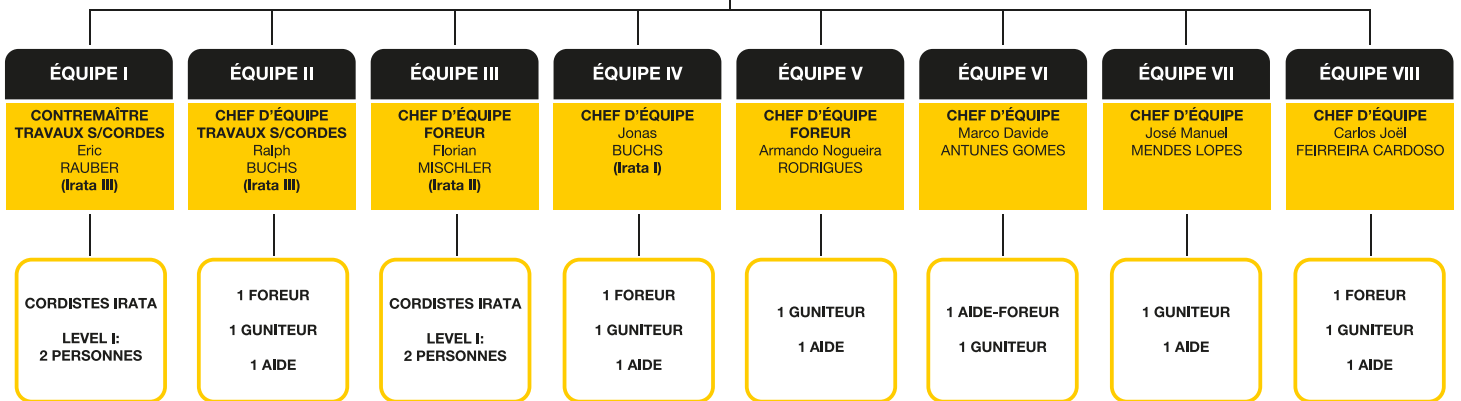 ÉQUIPE I
CONTREMAÎTRE
TRAVAUX S/CORDES
Eric
RAUBER
(Irata III)
CORDISTES IRATA
LEVEL I:
2 PERSONNES
ÉQUIPE II
CHEF D'ÉQUIPE
TRAVAUX S/CORDES
Ralph
BUCHS
(Irata III)
1 FOREUR
1 GUNITEUR
1 AIDE
ÉQUIPE III
CHEF D'ÉQUIPE
FOREUR
Florian
MISCHLER
(Irata II)
CORDISTES IRATA
LEVEL I:
2 PERSONNES
ÉQUIPE IV
CHEF D'ÉQUIPE
Jonas
BUCHS
(Irata I)
1 FOREUR
1 GUNITEUR
1 AIDE
ÉQUIPE V
CHEF D'ÉQUIPE
FOREUR
Armando Nogueira
RODRIGUES
1 GUNITEUR
1 AIDE
ÉQUIPE VI
CHEF D'ÉQUIPE
Marco Davide
ANTUNES GOMES
1 AIDE-FOREUR
1 GUNITEUR
ÉQUIPE VII
CHEF D'ÉQUIPE
José Manuel
MENDES LOPES
1 GUNITEUR
1 AIDE
ÉQUIPE VIII
CHEF D'ÉQUIPE
Carlos Joël
FEIRREIRA CARDOSO
1 FOREUR
1 GUNITEUR
1 AIDE